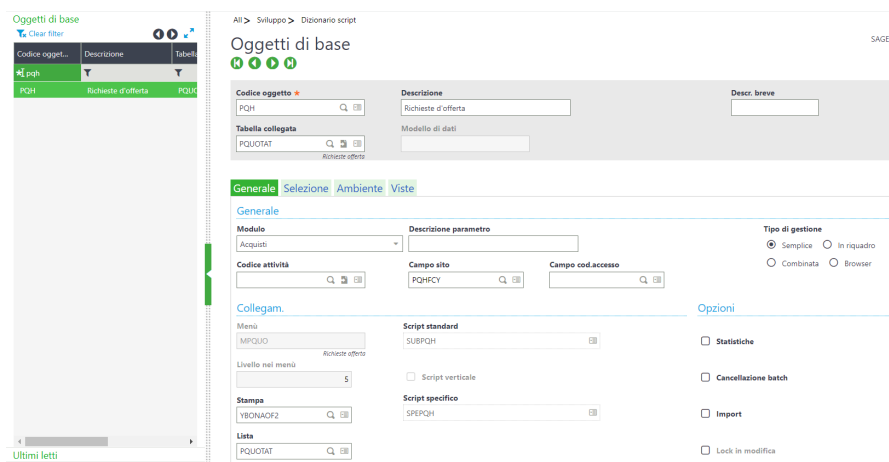 Oggetti di base
Clear filter
Codice ogget...
Descrizione
Tabella
pqh
PQH
Richieste d'offerta
PQUO
Ultimi letti
All > Sviluppo > Dizionario script
Oggetti di base
SAGE
Codice oggetto *
Descrizione
Descr. breve
PQH
Richieste d'offerta
Tabella collegata
Modello di dati
PQUOTAT
Richieste offerta
Generale Selezione Ambiente Viste
Generale
Modulo
Descrizione parametro
Tipo di gestione
Acquisti
Semplice
In riquadro
Codice attività
Campo sito
Campo cod.accesso
Combinata
Browser
PQHFCY
Collegam.
Opzioni
Menù
Script standard
MPQUO
SUBPQH
Statistiche
Richieste offerta
Livello nei menù
5
Script verticale
Cancellazione batch
Stampa
Script specifico
YBONAOF2
SPEPQH
Import
Lista
PQUOTAT
Lock in modifica